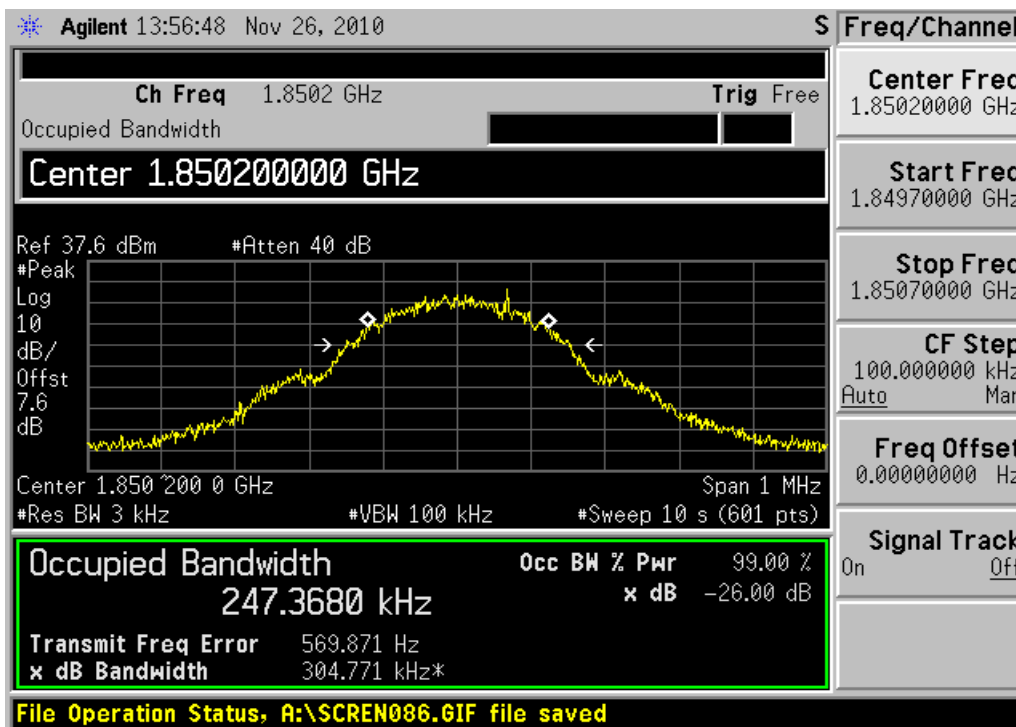 Agilent 13:56:48 Nov 26, 2010 S
Freq/Channel
Ch Freq 1.8502 GHz Trig Free
Occupied Bandwidth
Center 1.850200000 GHz
Ref 37.6 dBm #Atten 40 dB
#Peak
Log
10
dB/
Offst
7.6
dB
Center 1.850 200 0 GHz Span 1 MHz
#Res BW 3 kHz #VBW 100 kHz #Sweep 10 s (601 pts)
Occupied Bandwidth
247.3680 kHz
Occ BW % Pwr 99.00 %
x dB -26.00 dB
Transmit Freq Error 569.871 Hz
x dB Bandwidth 304.771 kHz*
Center Freq
1.85020000 GHz
Start Freq
1.84970000 GHz
Stop Freq
1.85070000 GHz
CF Step
100.000000 kHz
Auto Man
Freq Offset
0.00000000 Hz
Signal Track
On Off
File Operation Status, A:\SCREN086.GIF file saved